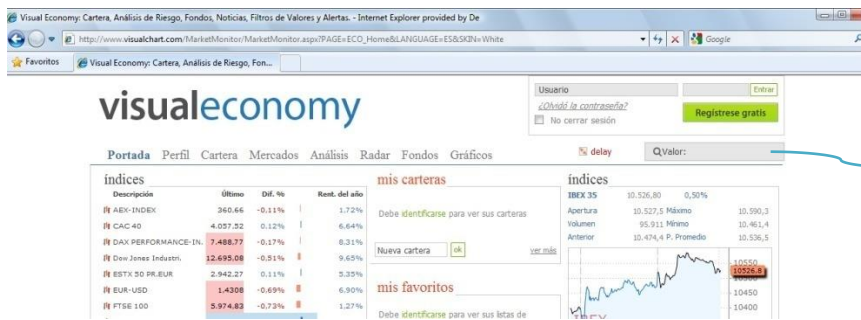 Visual Economy: Cartera, Análisis de Riesgo, Fondos, Noticias, Filtros de Valores y Alertas. - Internet Explorer provided by De
http://www.visualchart.com/MarketMonitor/MarketMonitor.aspx?PAGE=ECO_Home&LANGUAGE=ES&SKIN=White
Google
Favoritos
Visual Economy: Cartera, Análisis de Riesgo, Fon...
visualeconomy
Usuario
Entrar
¿Olvidó la contraseña?
No cerrar sesión
Regístrese gratis
Portada Perfil Cartera Mercados Análisis Radar Fondos Gráficos
delay
Valor:
índices
Descripción Último Dif. % Rent. del año
AEX-INDEX 360.66 -0.11% 1.72%
CAC 40 4.057.52 0.12% 6.64%
DAX PERFORMANCE-IN. 7.488.77 -0.17% 8.31%
Dow Jones Industri. 12.695.08 -0.51% 9.65%
ESTX 50 PR.EUR 2.942.27 0.11% 5.35%
EUR-USD 1.4308 -0.69% 6.90%
FTSE 100 5.974.83 -0.73% 1.27%
mis carteras
Debe identificarse para ver sus carteras
Nueva cartera ok ver más
mis favoritos
Debe identificarse para ver sus listas de
índices
IBEX 35 10.526,80 0,50%
Apertura 10.527,5 Máximo 10.590,3
Volumen 95.911 Mínimo 10.461,4
Anterior 10.474,4 P. Promedio 10.536,5
10550
10526.8
10500
10450
10400
IBEX